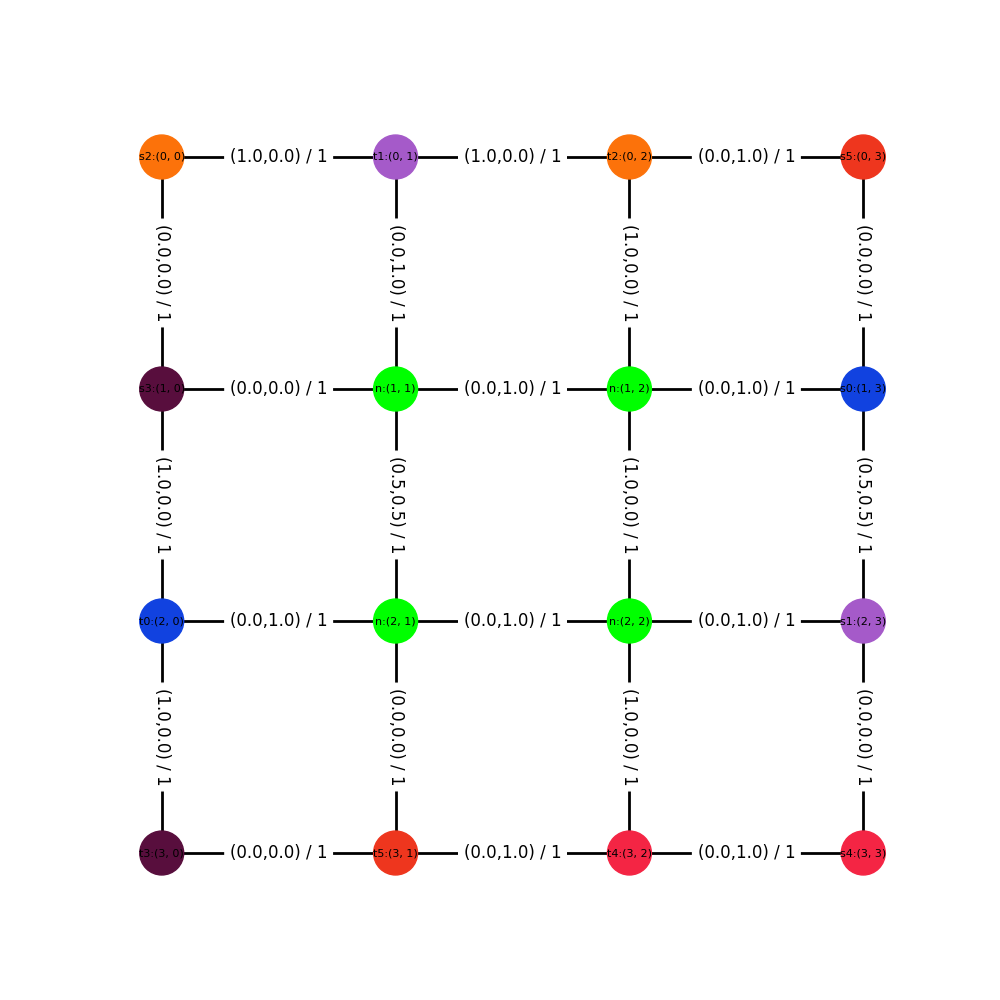 s2:(0, 0) (1.0,0.0) / 1 t1:(0, 1) (1.0,0.0) / 1 t2:(0, 2) (0.0,1.0) / 1 s5:(0, 3)
(0.0,0.0) / 1 (0.0,1.0) / 1 (1.0,0.0) / 1 (0.0,0.0) / 1
s3:(1, 0) (0.0,0.0) / 1 n:(1, 1) (0.0,1.0) / 1 n:(1, 2) (0.0,1.0) / 1 s0:(1, 3)
(1.0,0.0) / 1 (0.5,0.5) / 1 (1.0,0.0) / 1 (0.5,0.5) / 1
t0:(2, 0) (0.0,1.0) / 1 n:(2, 1) (0.0,1.0) / 1 n:(2, 2) (0.0,1.0) / 1 s1:(2, 3)
(1.0,0.0) / 1 (0.0,0.0) / 1 (1.0,0.0) / 1 (0.0,0.0) / 1
t3:(3, 0) (0.0,0.0) / 1 t5:(3, 1) (0.0,1.0) / 1 t4:(3, 2) (0.0,1.0) / 1 s4:(3, 3)